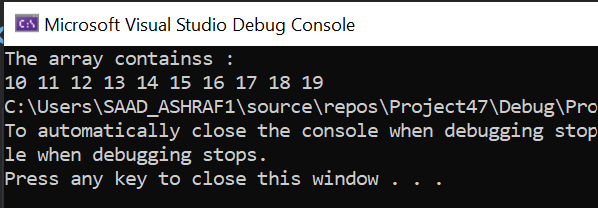 Microsoft Visual Studio Debug Console
The array containss :
10 11 12 13 14 15 16 17 18 19
C:\Users\SAAD_ASHRAF1\source\repos\Project47\Debug\Pro
To automatically close the console when debugging stop
le when debugging stops.
Press any key to close this window . . .